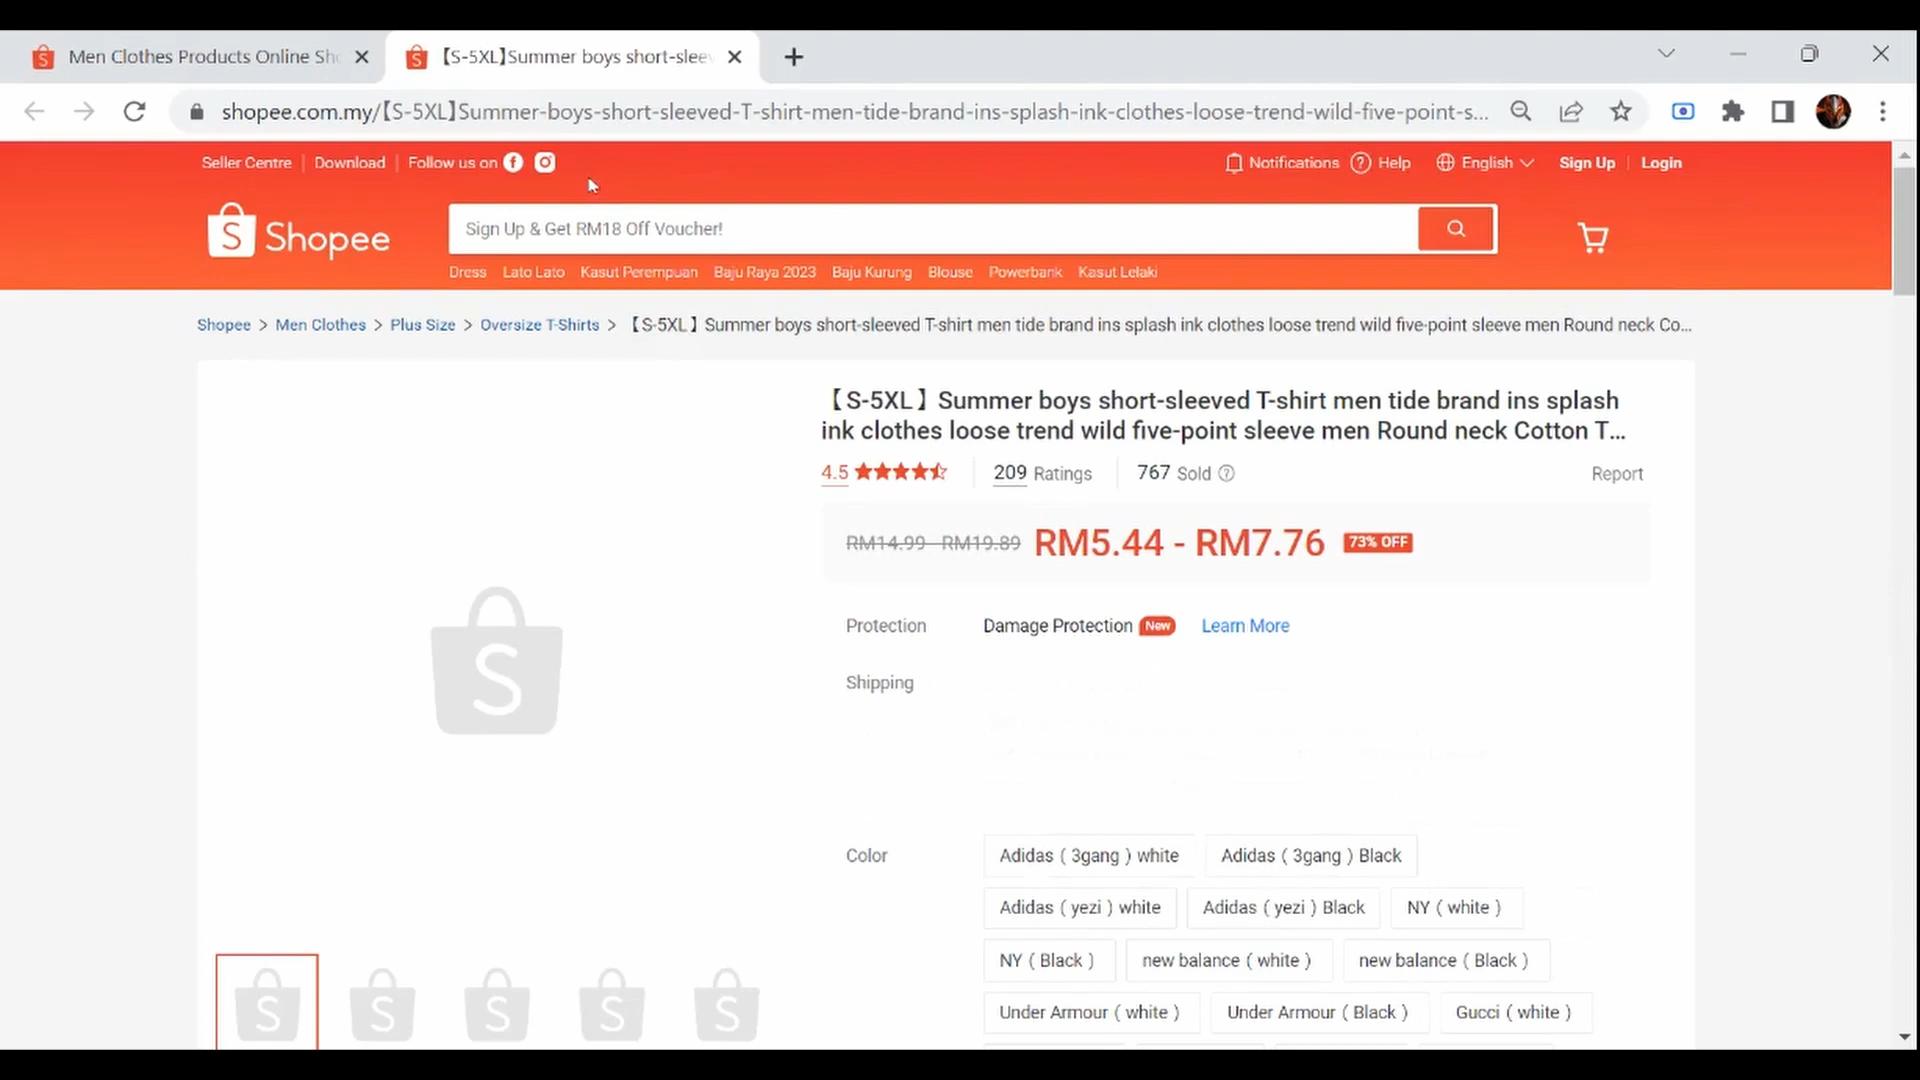 Men Clothes Products Online Sho
【S-5XL】Summer boys short-sleev
shopee.com.my/【S-5XL】Summer-boys-short-sleeved-T-shirt-men-tide-brand-ins-splash-ink-clothes-loose-trend-wild-five-point-s...
Seller Centre | Download | Follow us on
Notifications Help English Sign Up | Login
Shopee
Sign Up & Get RM18 Off Voucher!
Dress Lato Lato Kasut Perempuan Baju Raya 2023 Baju Kurung Blouse Powerbank Kasut Lelaki
Shopee > Men Clothes > Plus Size > Oversize T-Shirts > 【S-5XL】Summer boys short-sleeved T-shirt men tide brand ins splash ink clothes loose trend wild five-point sleeve men Round neck Co...
【S-5XL】Summer boys short-sleeved T-shirt men tide brand ins splash
ink clothes loose trend wild five-point sleeve men Round neck Cotton T...
4.5 209 Ratings 767 Sold Report
RM14.99 - RM19.89 RM5.44 - RM7.76 73% OFF
Protection Damage Protection New Learn More
Shipping
Color Adidas ( 3gang ) white Adidas ( 3gang ) Black
Adidas ( yezi ) white Adidas ( yezi ) Black NY ( white )
NY ( Black ) new balance ( white ) new balance ( Black )
Under Armour ( white ) Under Armour ( Black ) Gucci ( white )